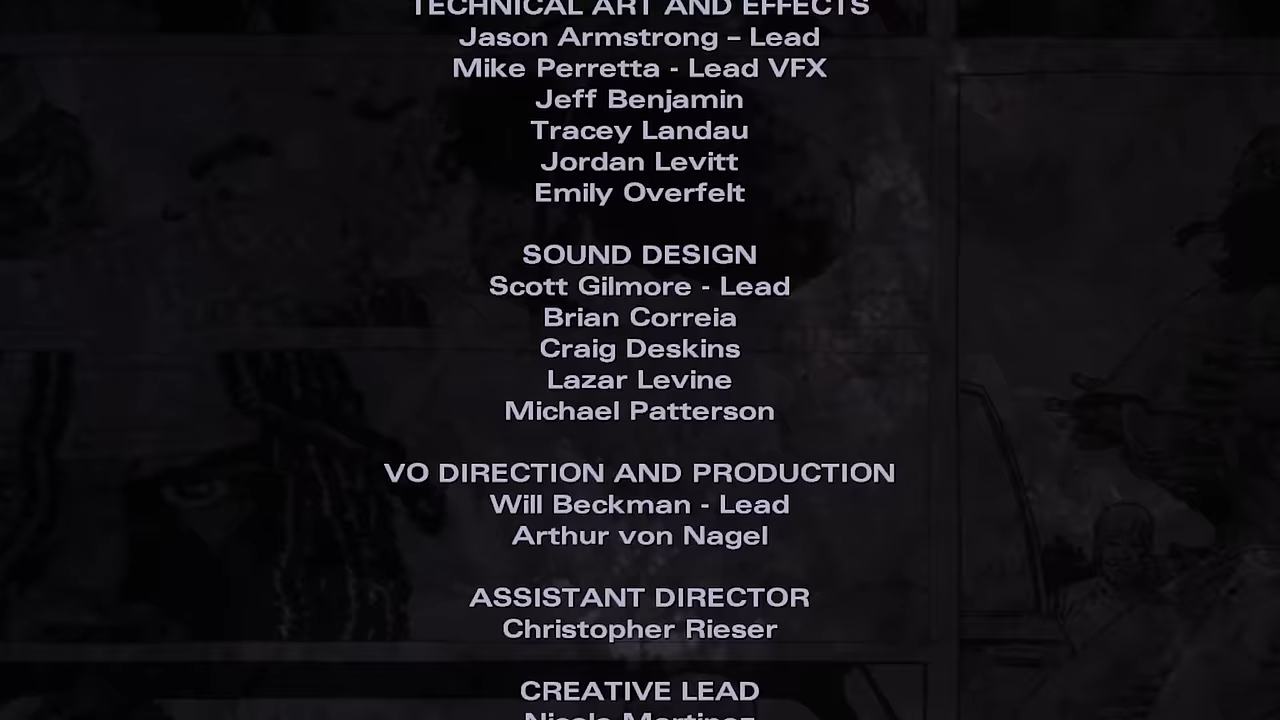 TECHNICAL ART AND EFFECTS
Jason Armstrong – Lead
Mike Perretta - Lead VFX
Jeff Benjamin
Tracey Landau
Jordan Levitt
Emily Overfelt
SOUND DESIGN
Scott Gilmore - Lead
Brian Correia
Craig Deskins
Lazar Levine
Michael Patterson
VO DIRECTION AND PRODUCTION
Will Beckman - Lead
Arthur von Nagel
ASSISTANT DIRECTOR
Christopher Rieser
CREATIVE LEAD
Nicole Martinez